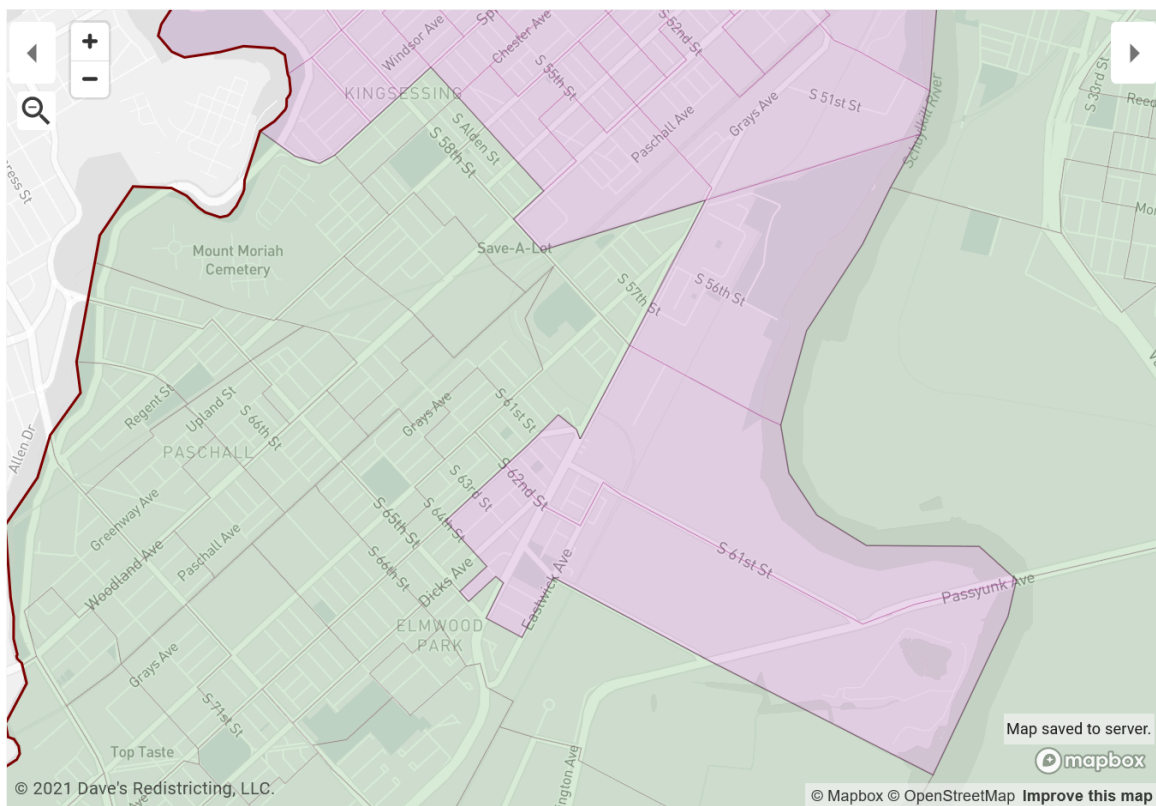 Windsor Ave
Chester Ave
S 52nd St
S 55th St
KINGSESSING
S 51st St
Grays Ave
Paschall Ave
Schuylkill River
S 33rd St
Reed
S Alden St
S 58th St
Mount Moriah
Cemetery
Save-A-Lot
S 57th St
S 56th St
Regent St
Upland St
S 66th St
PASCHALL
Allen Dr
Grays Ave
S 61st St
S 62nd St
S 63rd St
S 64th St
S 65th St
S 66th St
Greenway Ave
Woodland Ave
Paschall Ave
Dicks Ave
Eastwick Ave
S 61st St
Passyunk Ave
ELMWOOD
PARK
Grays Ave
S 71st St
Top Taste
Map saved to server.
mapbox
© 2021 Dave's Redistricting, LLC.
© Mapbox © OpenStreetMap Improve this map